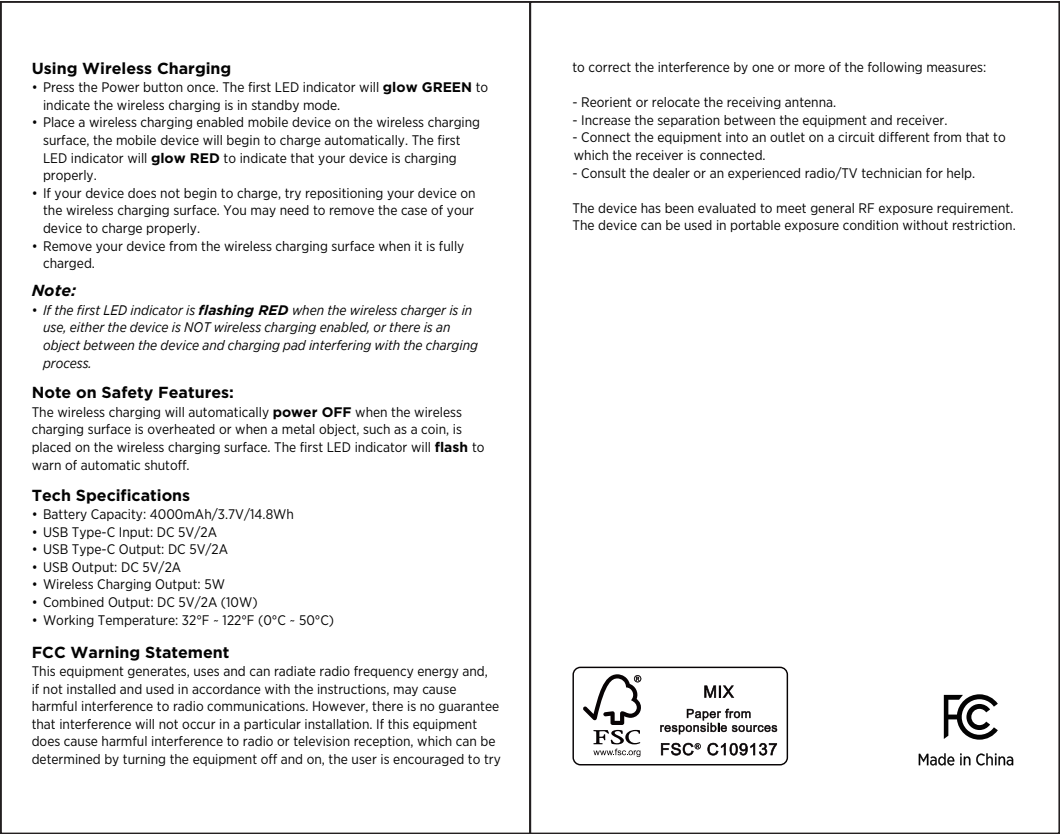 Using Wireless Charging
• Press the Power button once. The first LED indicator will glow GREEN to
indicate the wireless charging is in standby mode.
• Place a wireless charging enabled mobile device on the wireless charging
surface, the mobile device will begin to charge automatically. The first
LED indicator will glow RED to indicate that your device is charging
properly.
• If your device does not begin to charge, try repositioning your device on
the wireless charging surface. You may need to remove the case of your
device to charge properly.
• Remove your device from the wireless charging surface when it is fully
charged.
Note:
• If the first LED indicator is flashing RED when the wireless charger is in
use, either the device is NOT wireless charging enabled, or there is an
object between the device and charging pad interfering with the charging
process.
Note on Safety Features:
The wireless charging will automatically power OFF when the wireless
charging surface is overheated or when a metal object, such as a coin, is
placed on the wireless charging surface. The first LED indicator will flash to
warn of automatic shutoff.
Tech Specifications
• Battery Capacity: 4000mAh/3.7V/14.8Wh
• USB Type-C Input: DC 5V/2A
• USB Type-C Output: DC 5V/2A
• USB Output: DC 5V/2A
• Wireless Charging Output: 5W
• Combined Output: DC 5V/2A (10W)
• Working Temperature: 32°F ~ 122°F (0°C ~ 50°C)
FCC Warning Statement
This equipment generates, uses and can radiate radio frequency energy and,
if not installed and used in accordance with the instructions, may cause
harmful interference to radio communications. However, there is no guarantee
that interference will not occur in a particular installation. If this equipment
does cause harmful interference to radio or television reception, which can be
determined by turning the equipment off and on, the user is encouraged to try
to correct the interference by one or more of the following measures:
- Reorient or relocate the receiving antenna.
- Increase the separation between the equipment and receiver.
- Connect the equipment into an outlet on a circuit different from that to
which the receiver is connected.
- Consult the dealer or an experienced radio/TV technician for help.
The device has been evaluated to meet general RF exposure requirement.
The device can be used in portable exposure condition without restriction.
®
FSC
www.fsc.org
MIX
Paper from
responsible sources
FSC® C109137
FC
Made in China